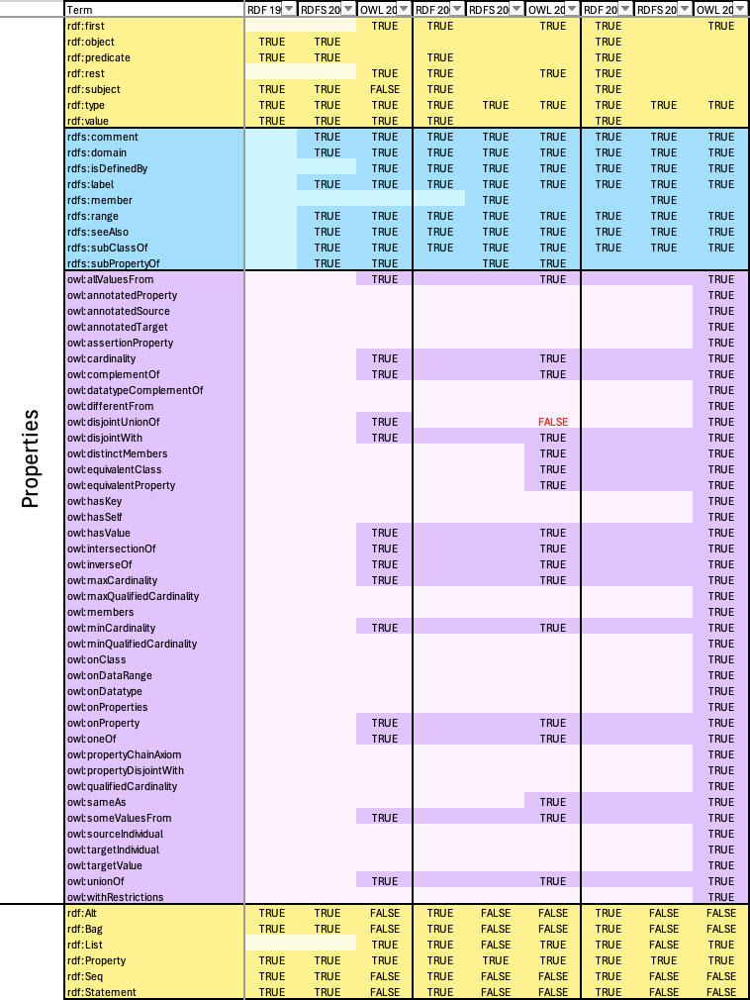 Term RDF 19 RDFS 20 OWL 20 RDF 20 RDFS 20 OWL 20 RDF 20 RDFS 20 OWL 20
Properties
rdf:first TRUE TRUE TRUE TRUE TRUE
rdf:object TRUE TRUE TRUE
rdf:predicate TRUE TRUE TRUE TRUE
rdf:rest TRUE TRUE TRUE TRUE TRUE
rdf:subject TRUE TRUE FALSE TRUE TRUE
rdf:type TRUE TRUE TRUE TRUE TRUE TRUE TRUE TRUE TRUE
rdf:value TRUE TRUE TRUE TRUE TRUE
rdfs:comment TRUE TRUE TRUE TRUE TRUE TRUE TRUE TRUE
rdfs:domain TRUE TRUE TRUE TRUE TRUE TRUE TRUE TRUE
rdfs:isDefinedBy TRUE TRUE TRUE TRUE TRUE TRUE TRUE
rdfs:label TRUE TRUE TRUE TRUE TRUE TRUE TRUE TRUE
rdfs:member TRUE TRUE
rdfs:range TRUE TRUE TRUE TRUE TRUE TRUE TRUE TRUE
rdfs:seeAlso TRUE TRUE TRUE TRUE TRUE TRUE TRUE TRUE
rdfs:subClassOf TRUE TRUE TRUE TRUE TRUE TRUE TRUE TRUE
rdfs:subPropertyOf TRUE TRUE TRUE TRUE
owl:allValuesFrom TRUE TRUE TRUE
owl:annotatedProperty TRUE
owl:annotatedSource TRUE
owl:annotatedTarget TRUE
owl:assertionProperty TRUE
owl:cardinality TRUE TRUE TRUE
owl:complementOf TRUE TRUE TRUE
owl:datatypeComplementOf TRUE
owl:differentFrom TRUE
owl:disjointUnionOf TRUE FALSE TRUE
owl:disjointWith TRUE TRUE TRUE
owl:distinctMembers TRUE TRUE
owl:equivalentClass TRUE TRUE
owl:equivalentProperty TRUE TRUE
owl:hasKey TRUE
owl:hasSelf TRUE
owl:hasValue TRUE TRUE TRUE
owl:intersectionOf TRUE TRUE TRUE
owl:inverseOf TRUE TRUE TRUE
owl:maxCardinality TRUE TRUE TRUE
owl:maxQualifiedCardinality TRUE
owl:members TRUE
owl:minCardinality TRUE TRUE TRUE
owl:minQualifiedCardinality TRUE
owl:onClass TRUE
owl:onDataRange TRUE
owl:onDatatype TRUE
owl:onProperties TRUE
owl:onProperty TRUE TRUE TRUE
owl:oneOf TRUE TRUE TRUE
owl:propertyChainAxiom TRUE
owl:propertyDisjointWith TRUE
owl:qualifiedCardinality TRUE
owl:sameAs TRUE TRUE
owl:someValuesFrom TRUE TRUE TRUE
owl:sourceIndividual TRUE
owl:targetIndividual TRUE
owl:targetValue TRUE
owl:unionOf TRUE TRUE TRUE
owl:withRestrictions TRUE
rdf:Alt TRUE TRUE FALSE TRUE FALSE FALSE TRUE FALSE FALSE
rdf:Bag TRUE TRUE FALSE TRUE FALSE FALSE TRUE FALSE FALSE
rdf:List TRUE TRUE FALSE FALSE TRUE FALSE FALSE
rdf:Property TRUE TRUE TRUE TRUE TRUE TRUE TRUE TRUE TRUE
rdf:Seq TRUE TRUE FALSE TRUE FALSE FALSE TRUE FALSE FALSE
rdf:Statement TRUE TRUE FALSE TRUE FALSE FALSE TRUE FALSE FALSE